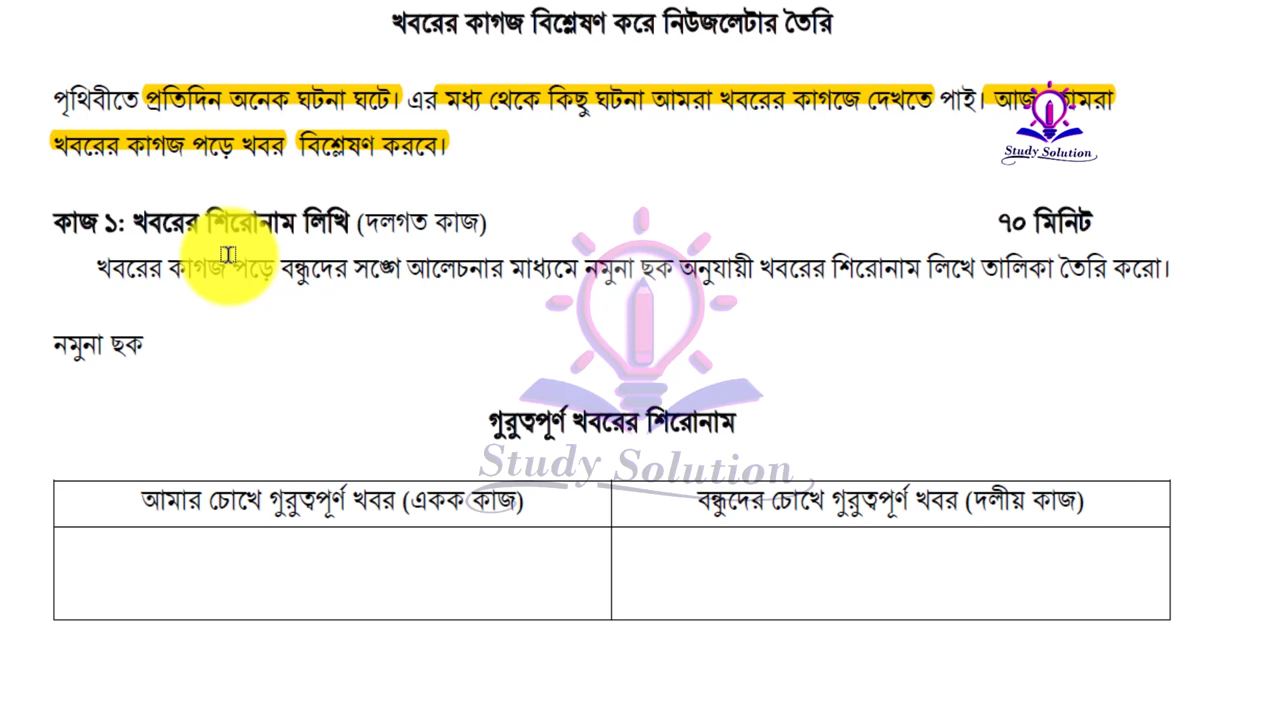 খবরের কাগজ বিশ্লেষণ করে নিউজলেটার তৈরি
পৃথিবীতে প্রতিদিন অনেক ঘটনা ঘটে। এর মধ্য থেকে কিছু ঘটনা আমরা খবরের কাগজে দেখতে পাই। আজ
খবরের কাগজ পড়ে খবর বিশ্লেষণ করবে।
Study Solution
কাজ ১: খবরের শিরোনাম লিখি (দলগত কাজ) ৭০ মিনিট
খবরের কাগজ পড়ে বন্ধুদের সঙ্গে আলেচনার মাধ্যমে নমুনা ছক অনুযায়ী খবরের শিরোনাম লিখে তালিকা তৈরি করো।
নমুনা ছক
গুরুত্বপূর্ণ খবরের শিরোনাম
Study Solution
আমার চোখে গুরুত্বপূর্ণ খবর (একক কাজ) বন্ধুদের চোখে গুরুত্বপূর্ণ খবর (দলীয় কাজ)